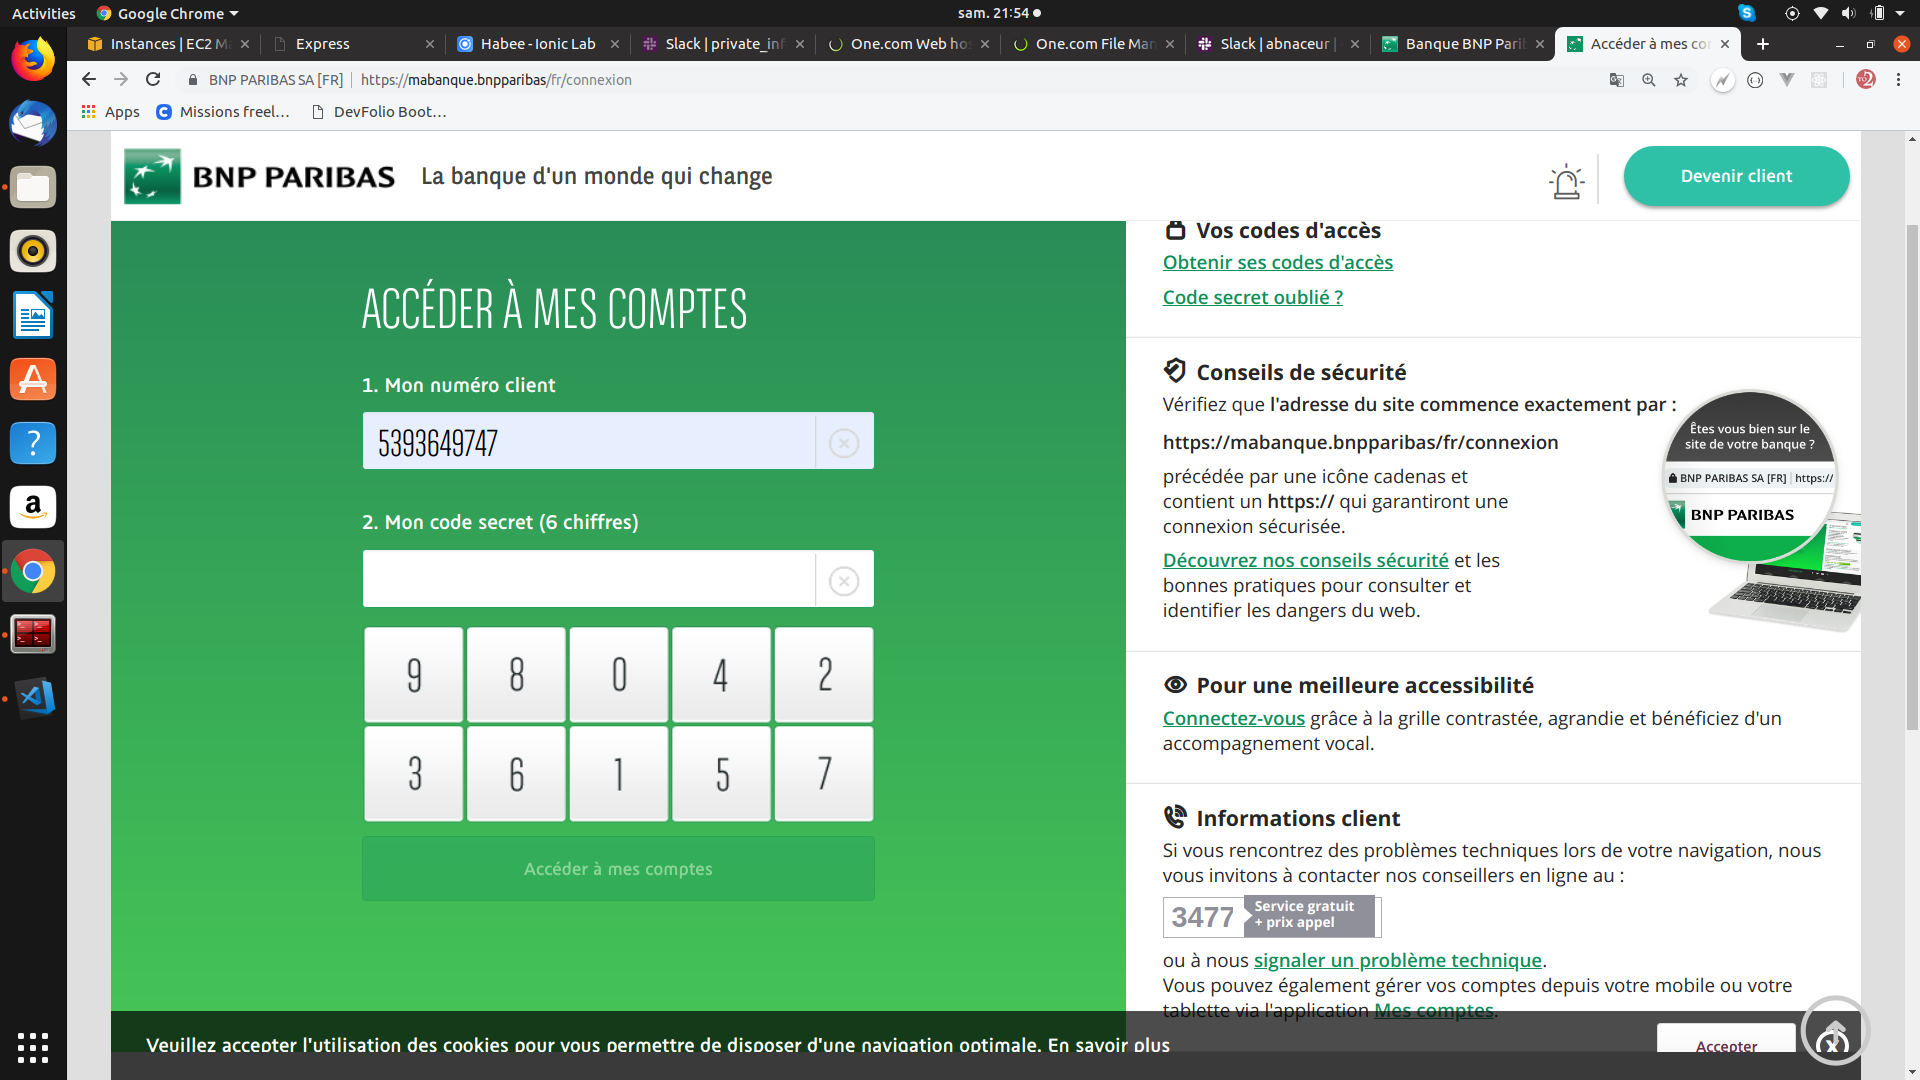 Activities
Google Chrome
sam. 21:54
Instances | EC2 M
Express
Habee - Ionic Lab
Slack | private_inf
One.com Web hos
One.com File Man
Slack | abnaceur |
Banque BNP Parib
Accéder à mes co
BNP PARIBAS SA [FR]
https://mabanque.bnpparibas/fr/connexion
Apps
Missions freel...
DevFolio Boot...
BNP PARIBAS
La banque d'un monde qui change
Devenir client
ACCÉDER À MES COMPTES
1. Mon numéro client
5393649747
2. Mon code secret (6 chiffres)
9 8 0 4 2
3 6 1 5 7
Accéder à mes comptes
Vos codes d'accès
Obtenir ses codes d'accès
Code secret oublié ?
Conseils de sécurité
Vérifiez que l'adresse du site commence exactement par :
https://mabanque.bnpparibas/fr/connexion
précédée par une icône cadenas et
contient un https:// qui garantiront une
connexion sécurisée.
Découvrez nos conseils sécurité et les
bonnes pratiques pour consulter et
identifier les dangers du web.
Êtes vous bien sur le
site de votre banque ?
BNP PARIBAS SA [FR] https://
BNP PARIBAS
Pour une meilleure accessibilité
Connectez-vous grâce à la grille contrastée, agrandie et bénéficiez d'un
accompagnement vocal.
Informations client
Si vous rencontrez des problèmes techniques lors de votre navigation, nous
vous invitons à contacter nos conseillers en ligne au :
3477
Service gratuit
+ prix appel
ou à nous signaler un problème technique.
Vous pouvez également gérer vos comptes depuis votre mobile ou votre
tablette via l'application Mes comptes.
Veuillez accepter l'utilisation des cookies pour vous permettre de disposer d'une navigation optimale. En savoir plus
Accepter